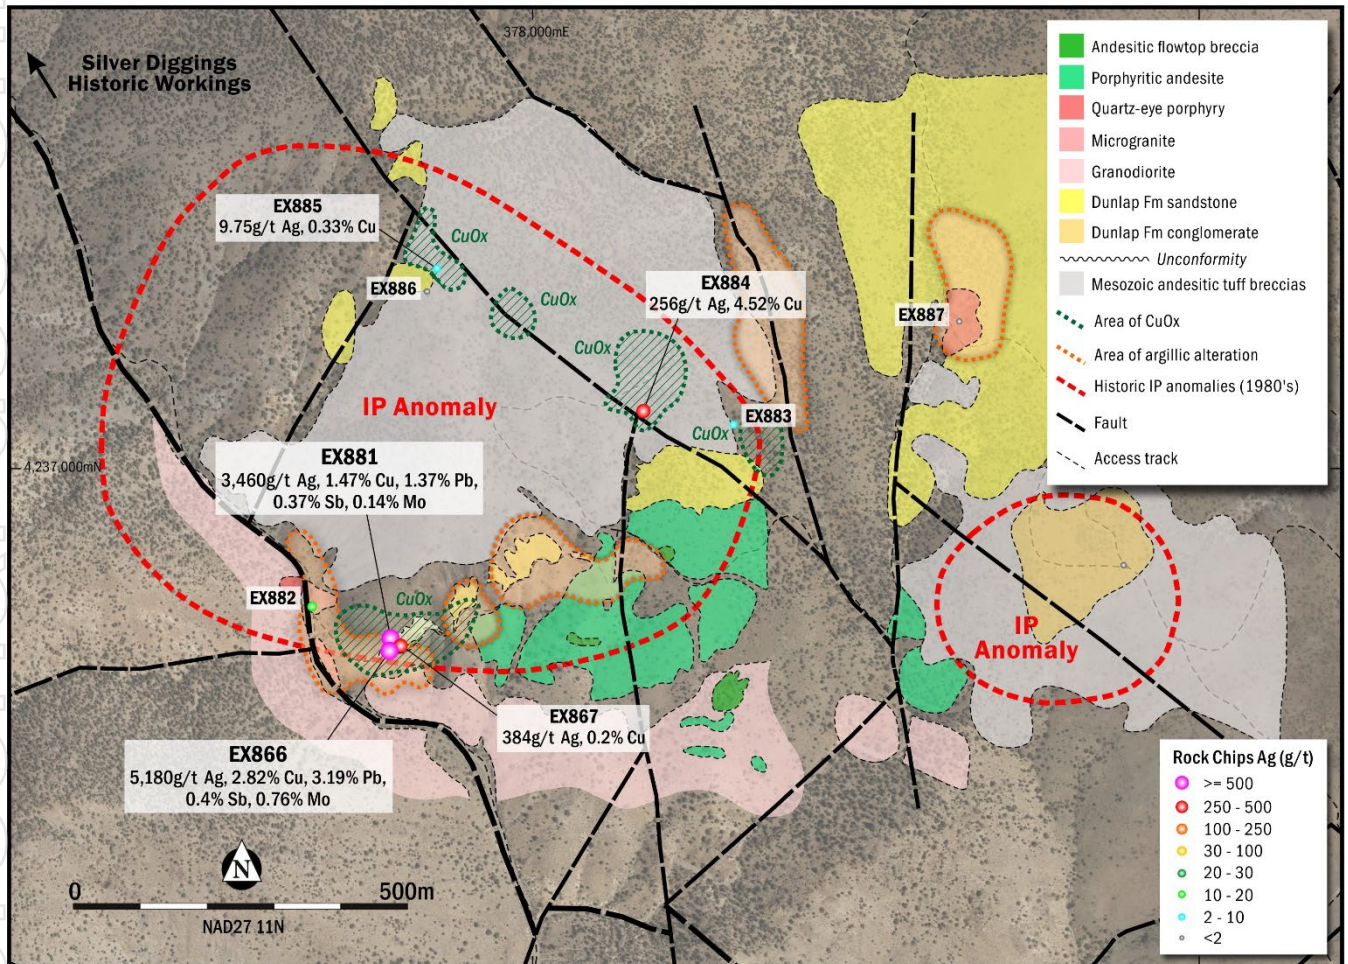 378,000mE
Silver Diggings
Historic Workings
EX885
9.75g/t Ag, 0.33% Cu
CuOx
EX886
CuOx
EX884
256g/t Ag, 4.52% Cu
CuOx
EX887
IP Anomaly
EX883
CuOx
4,237,000mN
EX881
3,460g/t Ag, 1.47% Cu, 1.37% Pb,
0.37% Sb, 0.14% Mo
EX882
CuOx
IP
Anomaly
EX867
384g/t Ag, 0.2% Cu
EX866
5,180g/t Ag, 2.82% Cu, 3.19% Pb,
0.4% Sb, 0.76% Mo
N
0 500m
NAD27 11N
Andesitic flowtop breccia
Porphyritic andesite
Quartz-eye porphyry
Microgranite
Granodiorite
Dunlap Fm sandstone
Dunlap Fm conglomerate
Unconformity
Mesozoic andesitic tuff breccias
Area of CuOx
Area of argillic alteration
Historic IP anomalies (1980's)
Fault
Access track
Rock Chips Ag (g/t)
>= 500
250 - 500
100 - 250
30 - 100
20 - 30
10 - 20
2 - 10
<2